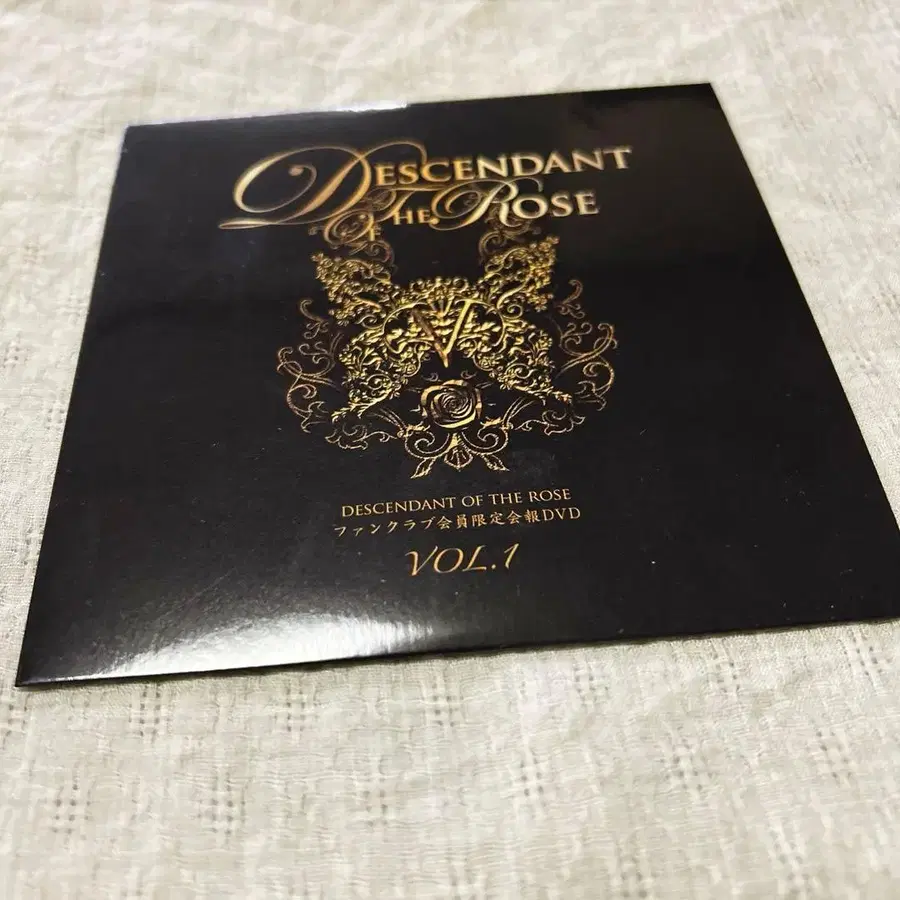 DESCENDANT
OF THE ROSE
V
DESCENDANT OF THE ROSE
ファンクラブ会員限定会報DVD
VOL.1